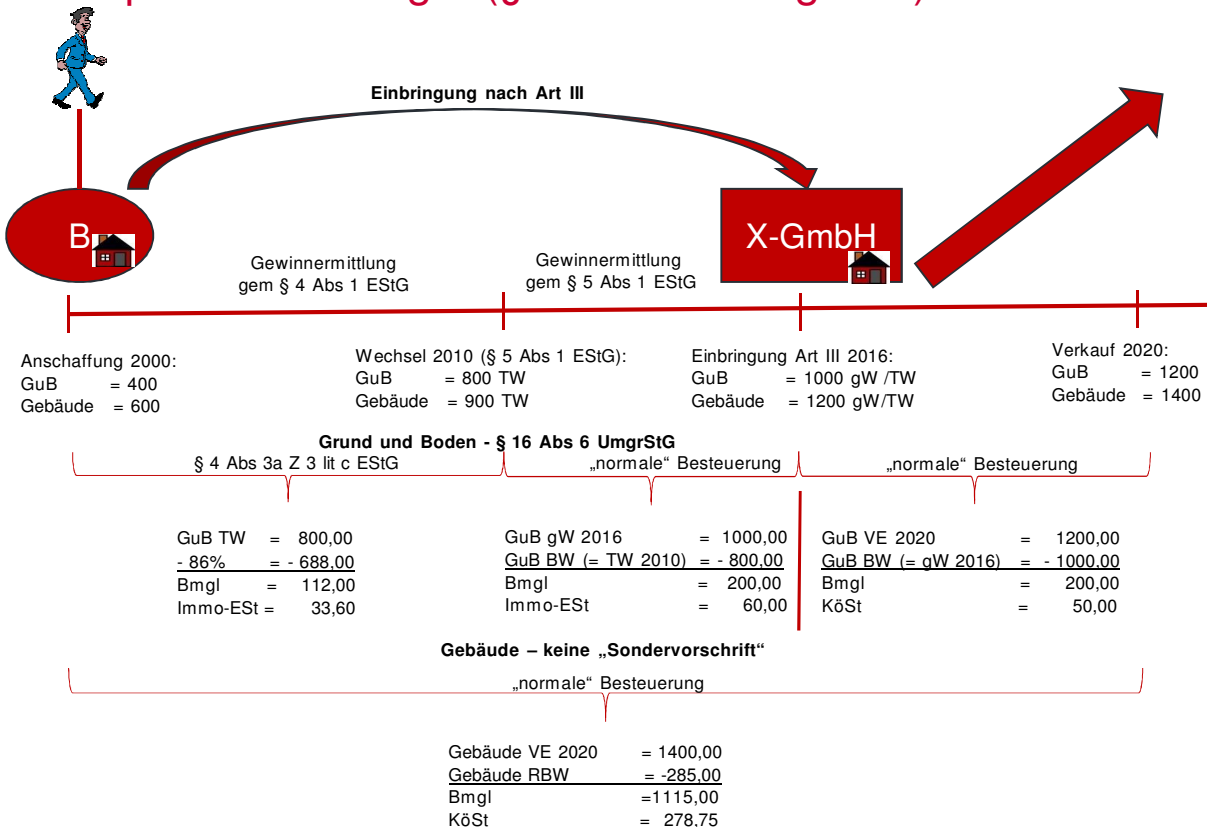 Einbringung nach Art III
B
X-GmbH
Gewinnermittlung
gem § 4 Abs 1 EStG
Gewinnermittlung
gem § 5 Abs 1 EStG
Anschaffung 2000:
GuB = 400
Gebäude = 600
Wechsel 2010 (§ 5 Abs 1 EStG):
GuB = 800 TW
Gebäude = 900 TW
Einbringung Art III 2016:
GuB = 1000 gW /TW
Gebäude = 1200 gW/TW
Verkauf 2020:
GuB = 1200
Gebäude = 1400
Grund und Boden - § 16 Abs 6 UmgrStG
§ 4 Abs 3a Z 3 lit c EStG
„normale“ Besteuerung
„normale“ Besteuerung
GuB TW = 800,00
- 86% = - 688,00
Bmgl = 112,00
Immo-ESt = 33,60
GuB gW 2016 = 1000,00
GuB BW (= TW 2010) = - 800,00
Bmgl = 200,00
Immo-ESt = 60,00
GuB VE 2020 = 1200,00
GuB BW (= gW 2016) = - 1000,00
Bmgl = 200,00
KöSt = 50,00
Gebäude – keine „Sondervorschrift“
„normale“ Besteuerung
Gebäude VE 2020 = 1400,00
Gebäude RBW = -285,00
Bmgl =1115,00
KöSt = 278,75